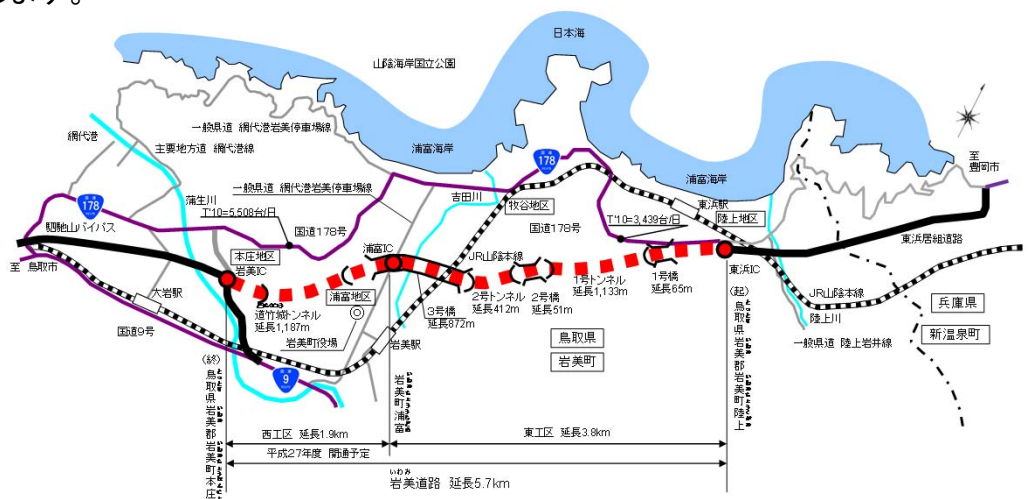 ます。
日本海
山陰海岸国立公園
網代港
一般県道 網代港岩美停車場線
主要地方道 網代港線
浦富海岸
国道
178
浦富海岸
至
豊岡市
一般県道 網代港岩美停車場線
蒲生川
吉田川
牧谷地区
東浜駅
陸上地区
国道
178
T'10=5,508台/日
国道178号
国道178号
T'10=3,439台/日
駟馳山バイパス
本庄地区
岩美IC
浦富IC
JR山陰本線
東浜居組道路
至 鳥取市
大岩駅
浦富地区
1号トンネル
延長1,133m
1号橋
延長65m
東浜IC
道竹城トンネル
延長1,187m
3号橋
延長872m
2号トンネル
延長412m
2号橋
延長51m
JR山陰本線
国道9号
岩美町役場
岩美駅
鳥取県
岩美町
陸上川
一般県道 陸上岩井線
兵庫県
新温泉町
国道
9
(終)鳥取県岩美郡岩美町本庄
岩美町浦富
(起)鳥取県岩美郡岩美町陸上
西工区 延長1.9km
東工区 延長3.8km
平成27年度 開通予定
いわみ
岩美道路 延長5.7km